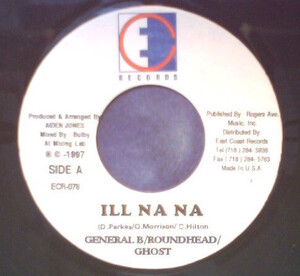 E
RECORDS
Produced & Arranged By
AIDEN JONES
Mixed By Bulby
At Mixing Lab
℗ © -1997
SIDE A
ECR-079
Published By Rogers Ave.
Music, Inc
Distributed By
East Coast Records
Tel (718) 284-5839
Fax (718) 284-5763
Made in U.S.A
ILL NA NA
(D. Parkes/G. Morrison/C. Hilton
GENERAL B/ROUNDHEAD/
GHOST